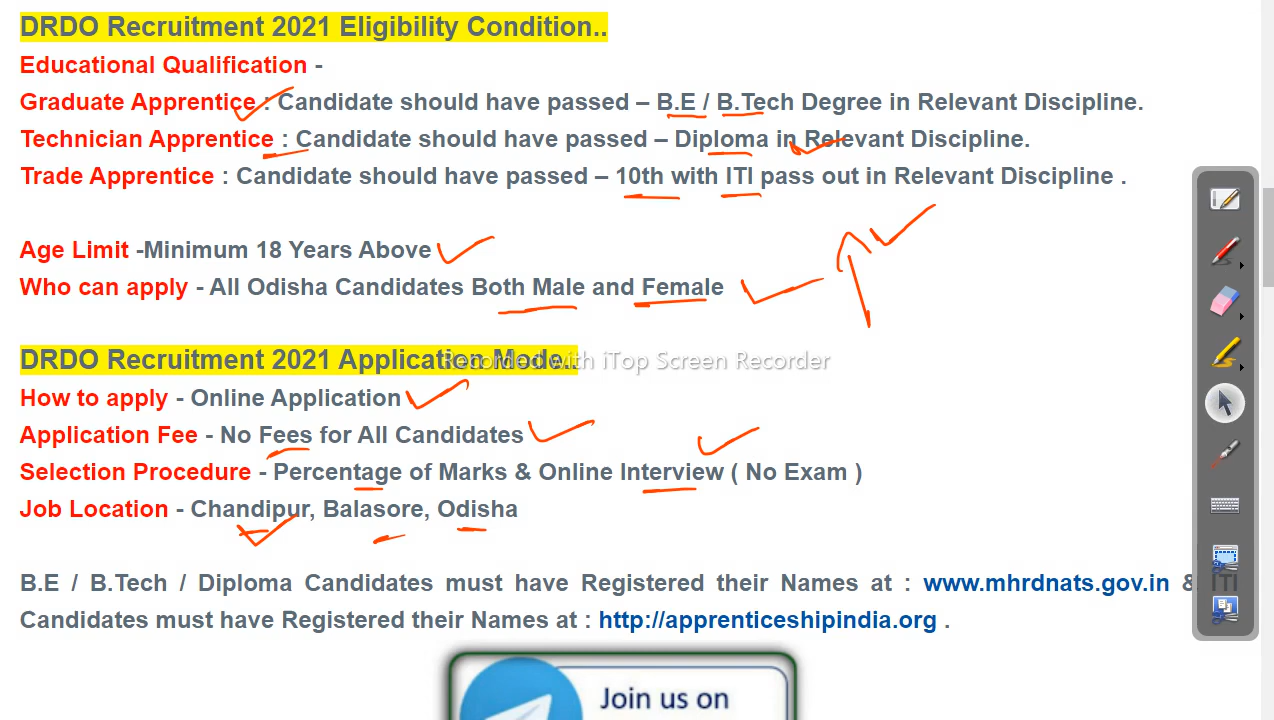 DRDO Recruitment 2021 Eligibility Condition..
Educational Qualification -
Graduate Apprentice : Candidate should have passed – B.E / B.Tech Degree in Relevant Discipline.
Technician Apprentice : Candidate should have passed – Diploma in Relevant Discipline.
Trade Apprentice : Candidate should have passed – 10th with ITI pass out in Relevant Discipline .
Age Limit -Minimum 18 Years Above
Who can apply - All Odisha Candidates Both Male and Female
DRDO Recruitment 2021 Application Mode..
Recorded with iTop Screen Recorder
How to apply - Online Application
Application Fee - No Fees for All Candidates
Selection Procedure - Percentage of Marks & Online Interview ( No Exam )
Job Location - Chandipur, Balasore, Odisha
B.E / B.Tech / Diploma Candidates must have Registered their Names at : www.mhrdnats.gov.in & ITI
Candidates must have Registered their Names at : http://apprenticeshipindia.org .
Join us on